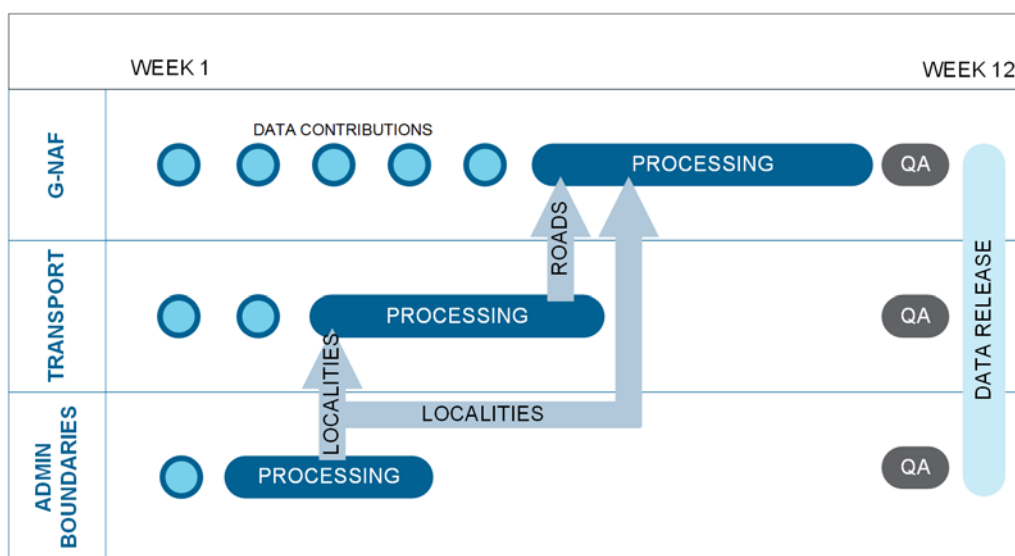 WEEK 1
WEEK 12
G-NAF
DATA CONTRIBUTIONS
PROCESSING
QA
ROADS
TRANSPORT
PROCESSING
QA
DATA RELEASE
LOCALITIES
LOCALITIES
ADMIN
BOUNDARIES
PROCESSING
QA